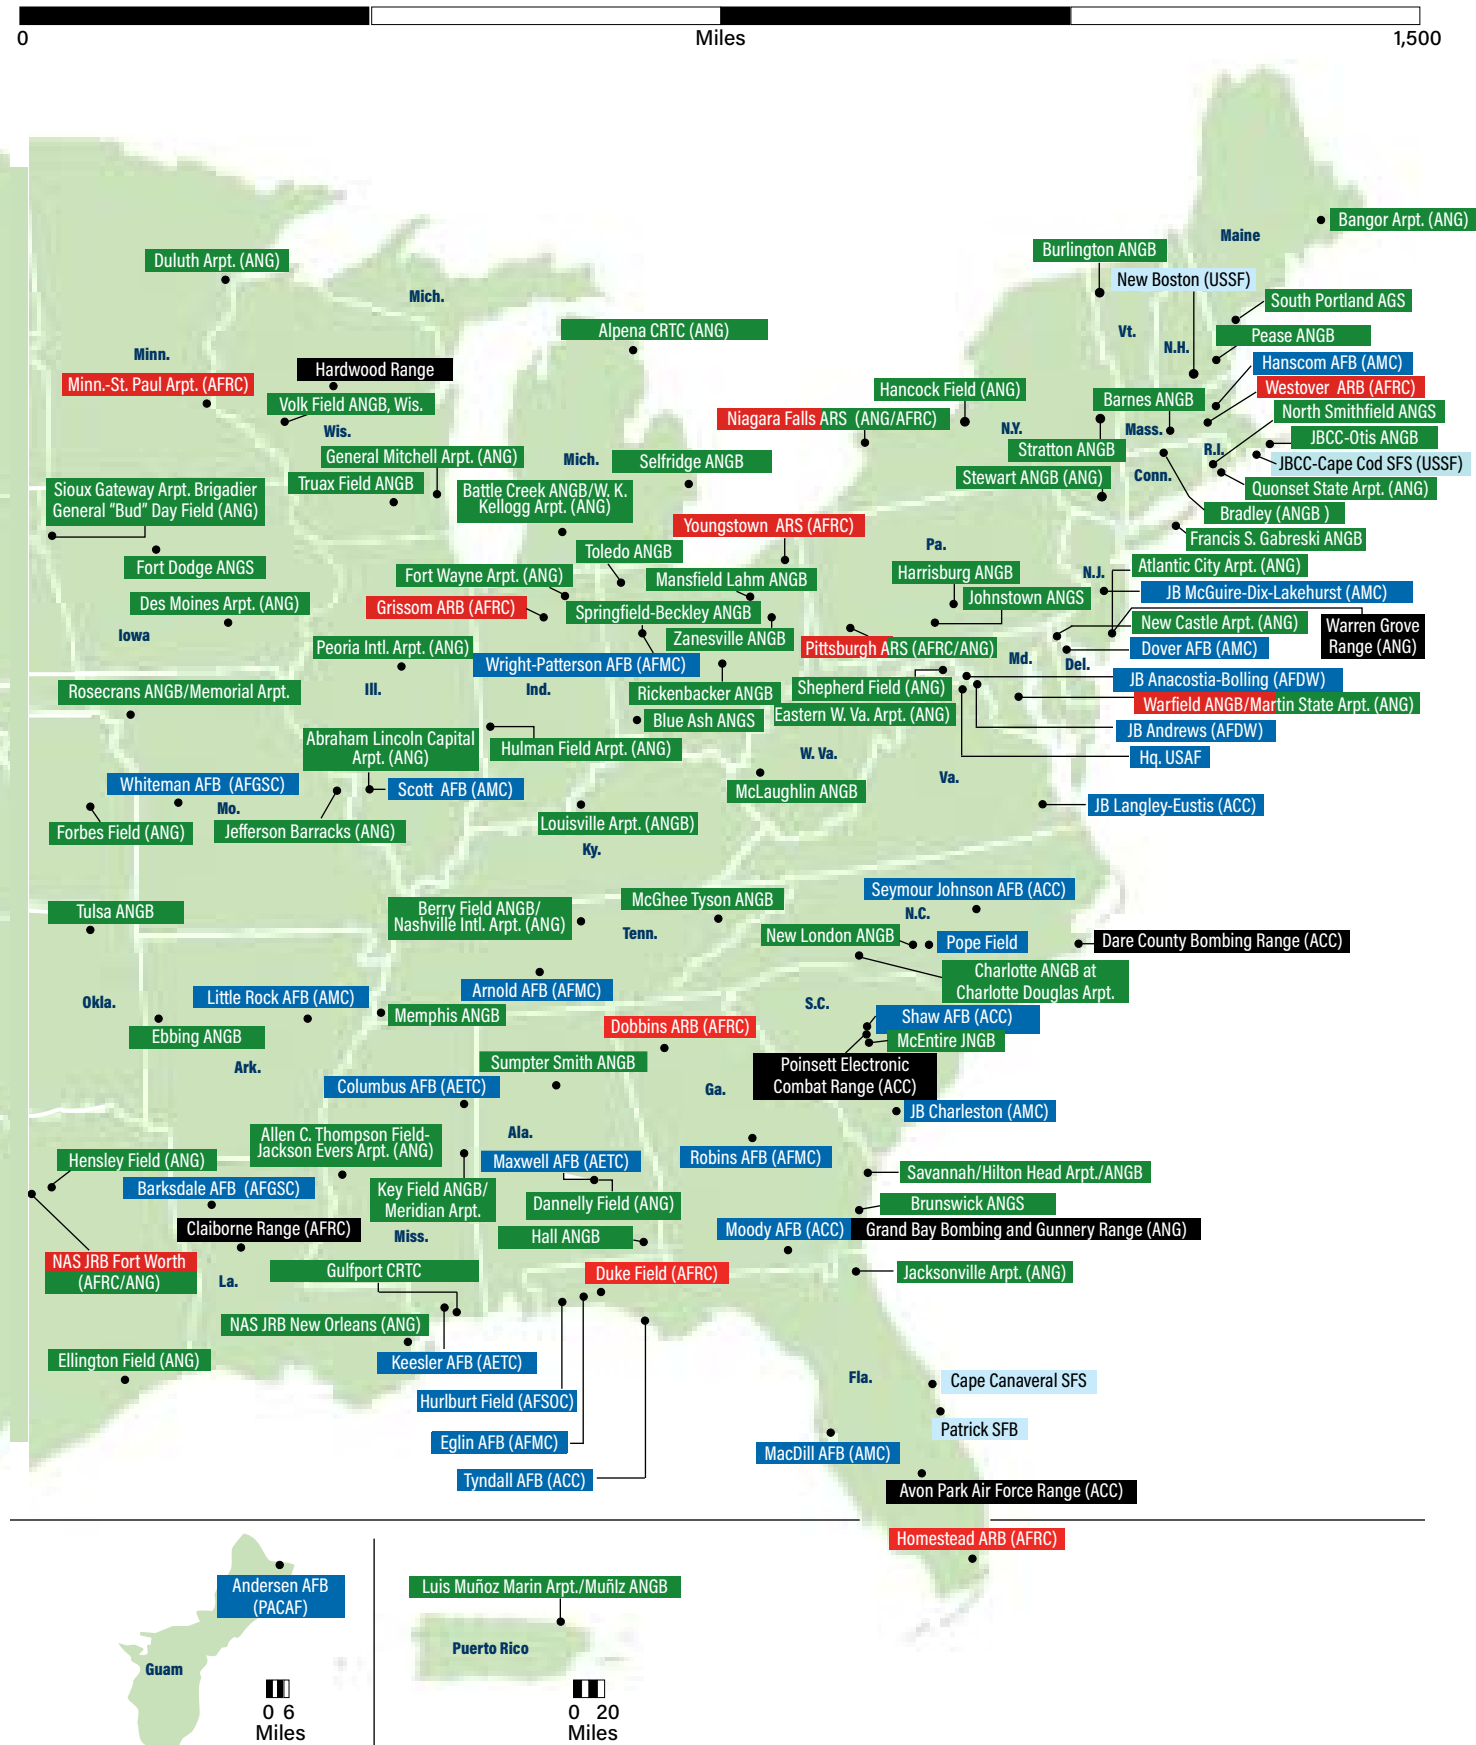 0
Miles
1,500
Bangor Arpt. (ANG)
Maine
Burlington ANGB
Duluth Arpt. (ANG)
New Boston (USSF)
Mich.
South Portland AGS
Alpena CRTC (ANG)
Vt.
Pease ANGB
N.H.
Minn.
Hanscom AFB (AMC)
Hardwood Range
Minn.-St. Paul Arpt. (AFRC)
Westover ARB (AFRC)
Hancock Field (ANG)
Barnes ANGB
Volk Field ANGB, Wis.
North Smithfield ANGS
Niagara Falls ARS (ANG/AFRC)
N.Y.
Mass.
Wis.
JBCC-Otis ANGB
Stratton ANGB
R.I.
General Mitchell Arpt. (ANG)
Mich.
Selfridge ANGB
JBCC-Cape Cod SFS (USSF)
Stewart ANGB (ANG)
Conn.
Truax Field ANGB
Quonset State Arpt. (ANG)
Sioux Gateway Arpt. Brigadier
General “Bud” Day Field (ANG)
Battle Creek ANGB/W. K.
Kellogg Arpt. (ANG)
Bradley (ANGB )
Youngstown ARS (AFRC)
Francis S. Gabreski ANGB
Pa.
Toledo ANGB
Fort Dodge ANGS
Atlantic City Arpt. (ANG)
Harrisburg ANGB
N.J.
Fort Wayne Arpt. (ANG)
Mansfield Lahm ANGB
JB McGuire-Dix-Lakehurst (AMC)
Johnstown ANGS
Des Moines Arpt. (ANG)
Grissom ARB (AFRC)
Springfield-Beckley ANGB
New Castle Arpt. (ANG)
Warren Grove
Range (ANG)
Iowa
Zanesville ANGB
Pittsburgh ARS (AFRC/ANG)
Dover AFB (AMC)
Peoria Intl. Arpt. (ANG)
Wright-Patterson AFB (AFMC)
Md.
Del.
JB Anacostia-Bolling (AFDW)
Rosecrans ANGB/Memorial Arpt.
Ill.
Ind.
Rickenbacker ANGB
Shepherd Field (ANG)
Warfield ANGB/Martin State Arpt. (ANG)
Blue Ash ANGS
Eastern W. Va. Arpt. (ANG)
JB Andrews (AFDW)
Abraham Lincoln Capital
Arpt. (ANG)
Hulman Field Arpt. (ANG)
W. Va.
Hq. USAF
Va.
Whiteman AFB (AFGSC)
Scott AFB (AMC)
McLaughlin ANGB
Mo.
JB Langley-Eustis (ACC)
Forbes Field (ANG)
Jefferson Barracks (ANG)
Louisville Arpt. (ANGB)
Ky.
Seymour Johnson AFB (ACC)
McGhee Tyson ANGB
Tulsa ANGB
Berry Field ANGB/
Nashville Intl. Arpt. (ANG)
N.C.
Tenn.
New London ANGB
Pope Field
Dare County Bombing Range (ACC)
Charlotte ANGB at
Charlotte Douglas Arpt.
Arnold AFB (AFMC)
Okla.
Little Rock AFB (AMC)
S.C.
Memphis ANGB
Shaw AFB (ACC)
Dobbins ARB (AFRC)
Ebbing ANGB
McEntire JNGB
Sumpter Smith ANGB
Ark.
Poinsett Electronic
Combat Range (ACC)
Columbus AFB (AETC)
Ga.
JB Charleston (AMC)
Allen C. Thompson Field-
Jackson Evers Arpt. (ANG)
Ala.
Hensley Field (ANG)
Maxwell AFB (AETC)
Robins AFB (AFMC)
Savannah/Hilton Head Arpt./ANGB
Barksdale AFB (AFGSC)
Key Field ANGB/
Meridian Arpt.
Dannelly Field (ANG)
Brunswick ANGS
Claiborne Range (AFRC)
Miss.
Hall ANGB
Moody AFB (ACC)
Grand Bay Bombing and Gunnery Range (ANG)
NAS JRB Fort Worth
(AFRC/ANG)
La.
Gulfport CRTC
Duke Field (AFRC)
Jacksonville Arpt. (ANG)
NAS JRB New Orleans (ANG)
Ellington Field (ANG)
Keesler AFB (AETC)
Fla.
Cape Canaveral SFS
Hurlburt Field (AFSOC)
Patrick SFB
Eglin AFB (AFMC)
MacDill AFB (AMC)
Tyndall AFB (ACC)
Avon Park Air Force Range (ACC)
Homestead ARB (AFRC)
Andersen AFB
(PACAF)
Luis Muñoz Marin Arpt./Muñlz ANGB
Puerto Rico
Guam
0 6
Miles
0 20
Miles